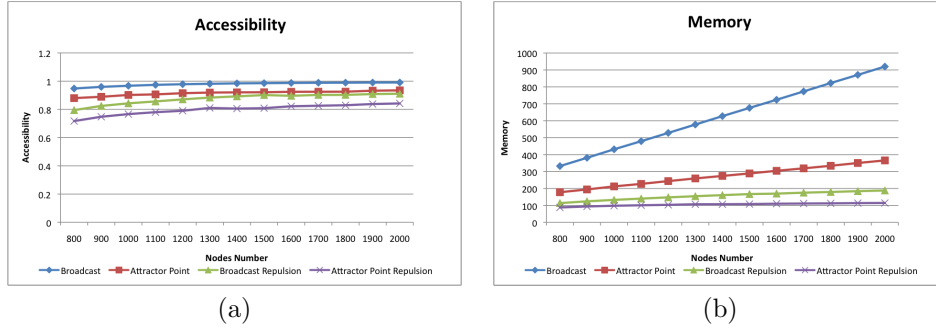 Accessibility
1.2
1
0.8
0.6
0.4
0.2
0
Accessibility
800 900 1000 1100 1200 1300 1400 1500 1600 1700 1800 1900 2000
Nodes Number
Broadcast Attractor Point Broadcast Repulsion Attractor Point Repulsion
(a)
Memory
1000
900
800
700
600
500
400
300
200
100
0
Memory
800 900 1000 1100 1200 1300 1400 1500 1600 1700 1800 1900 2000
Nodes Number
Broadcast Attractor Point Broadcast Repulsion Attractor Point Repulsion
(b)